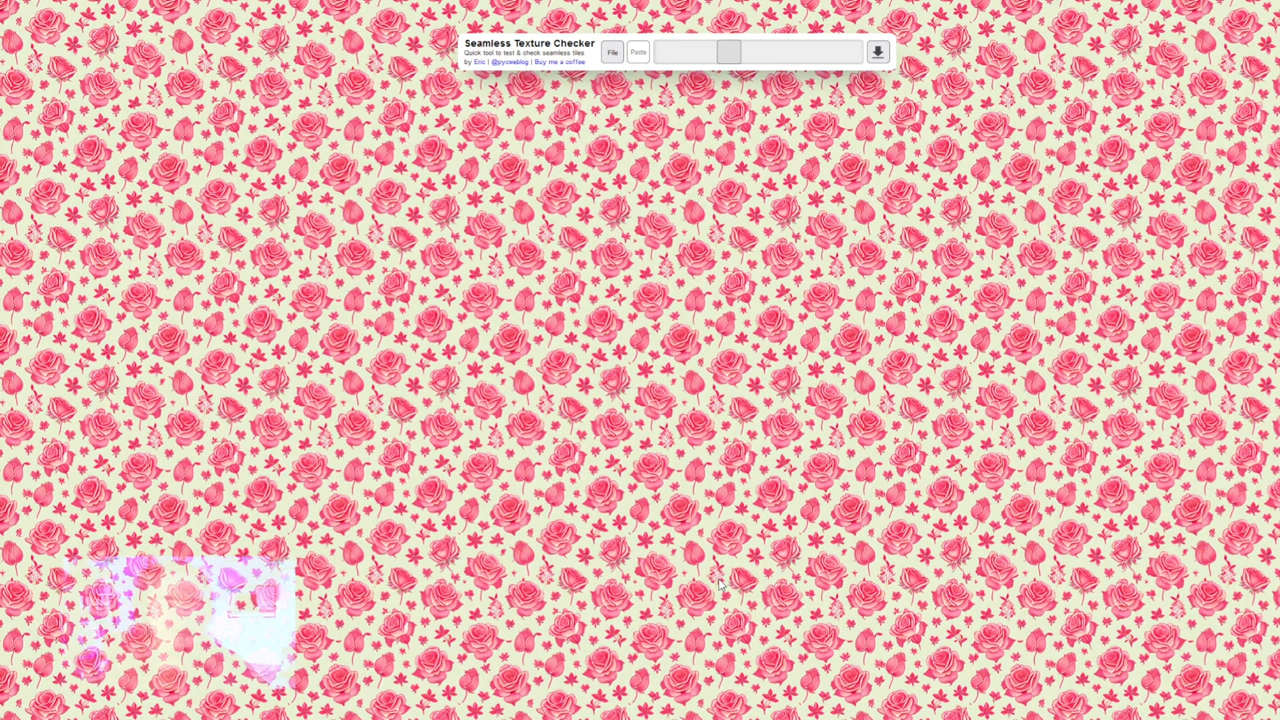 Seamless Texture Checker
Quick tool to test & check seamless tiles
by Eric | @pycweblog | Buy me a coffee
File
Paste